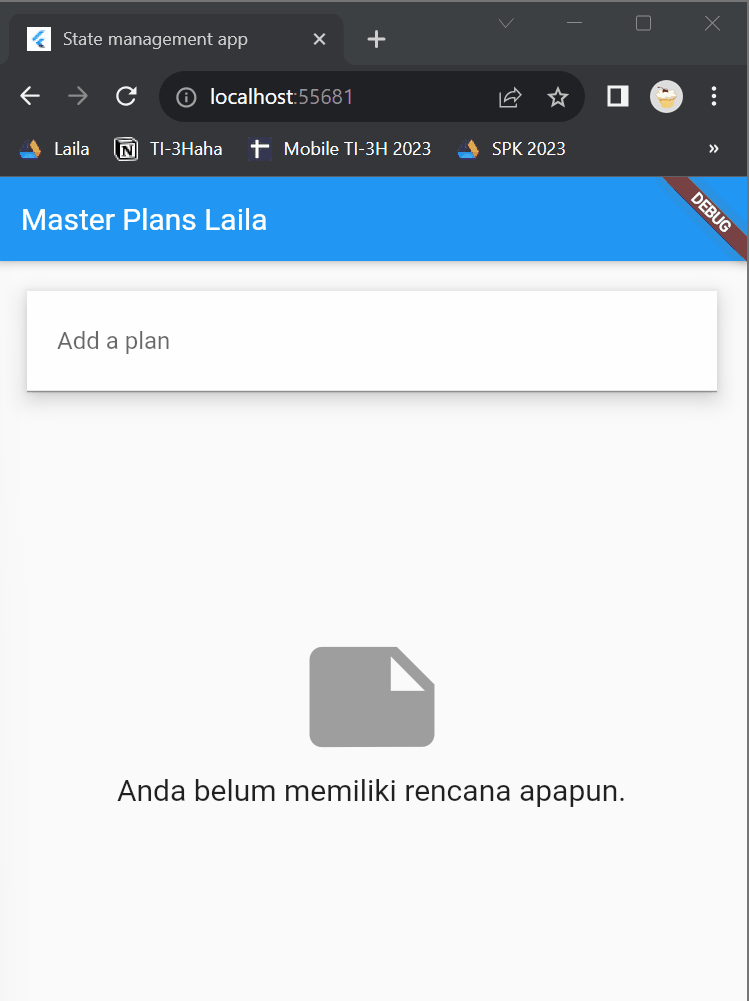 State management app
localhost:55681
Laila TI-3Haha Mobile TI-3H 2023 SPK 2023 »
Master Plans Laila
DEBUG
Add a plan
Anda belum memiliki rencana apapun.